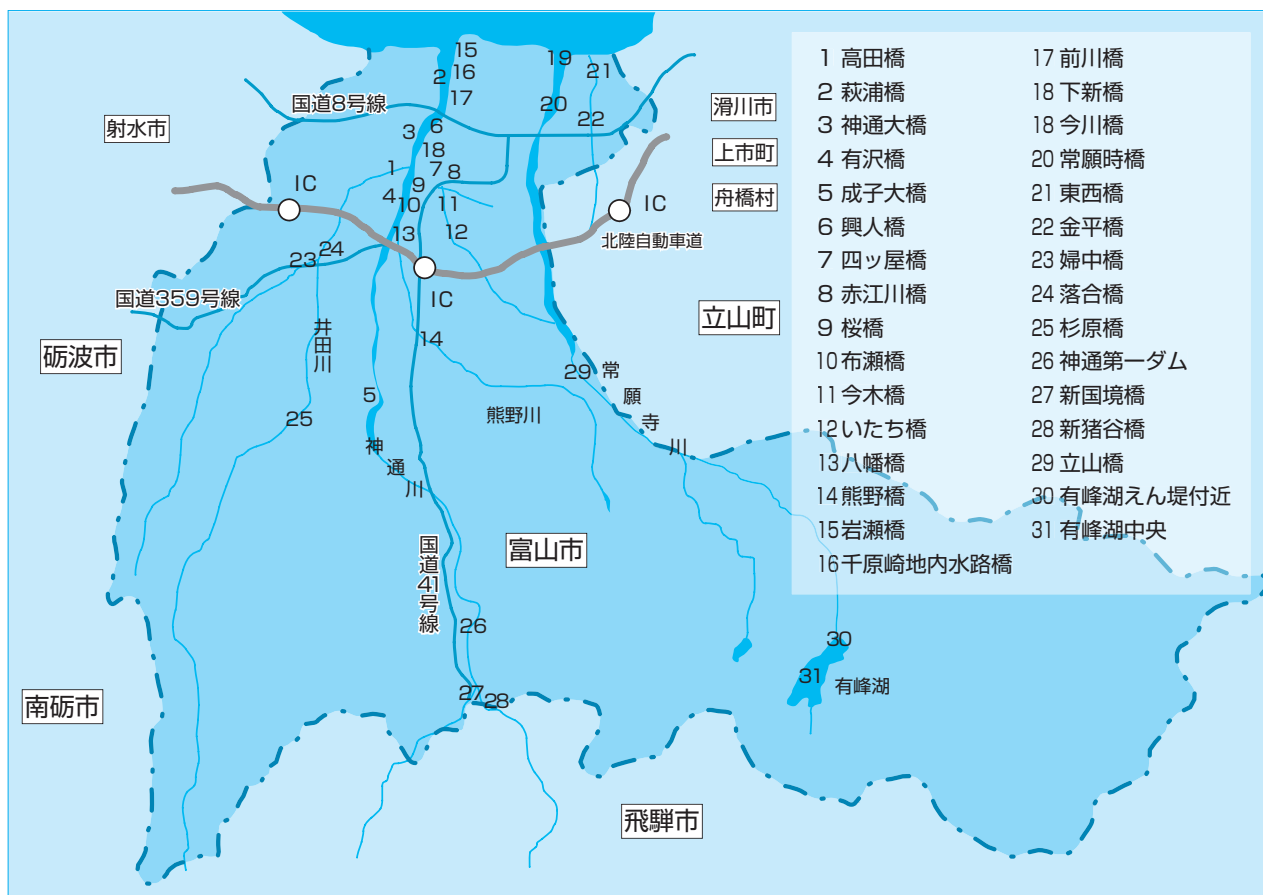 15
19
2
16
21
国道8号線
17
20
滑川市
射水市
3
6
22
18
上市町
1
7
8
IC
4
9
舟橋村
10
11
IC
13
12
北陸自動車道
23
24
国道359号線
IC
立山町
井田川
14
砺波市
29
常願寺川
5
熊野川
25
神通川
国道41号線
富山市
26
30
31
有峰湖
南砺市
27
28
飛騨市
1 高田橋
2 萩浦橋
3 神通大橋
4 有沢橋
5 成子大橋
6 興人橋
7 四ッ屋橋
8 赤江川橋
9 桜橋
10 布瀬橋
11 今木橋
12 いたち橋
13 八幡橋
14 熊野橋
15 岩瀬橋
16 千原崎地内水路橋
17 前川橋
18 下新橋
18 今川橋
20 常願時橋
21 東西橋
22 金平橋
23 婦中橋
24 落合橋
25 杉原橋
26 神通第一ダム
27 新国境橋
28 新猪谷橋
29 立山橋
30 有峰湖えん堤付近
31 有峰湖中央